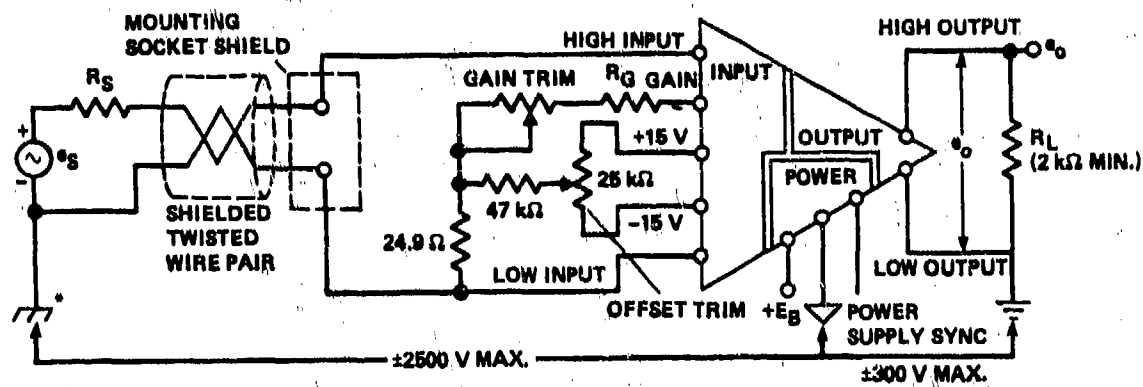 MOUNTING
SOCKET SHIELD
HIGH INPUT
HIGH OUTPUT
eo
RS
GAIN TRIM
RG GAIN
INPUT
+
eS
-
+15 V
OUTPUT
eo
RL
(2 kΩ MIN.)
25 kΩ
POWER
47 kΩ
-15 V
SHIELDED
TWISTED
WIRE PAIR
24.9 Ω
LOW INPUT
LOW OUTPUT
*
OFFSET TRIM
+EB
POWER
SUPPLY SYNC
±2500 V MAX.
±300 V MAX.